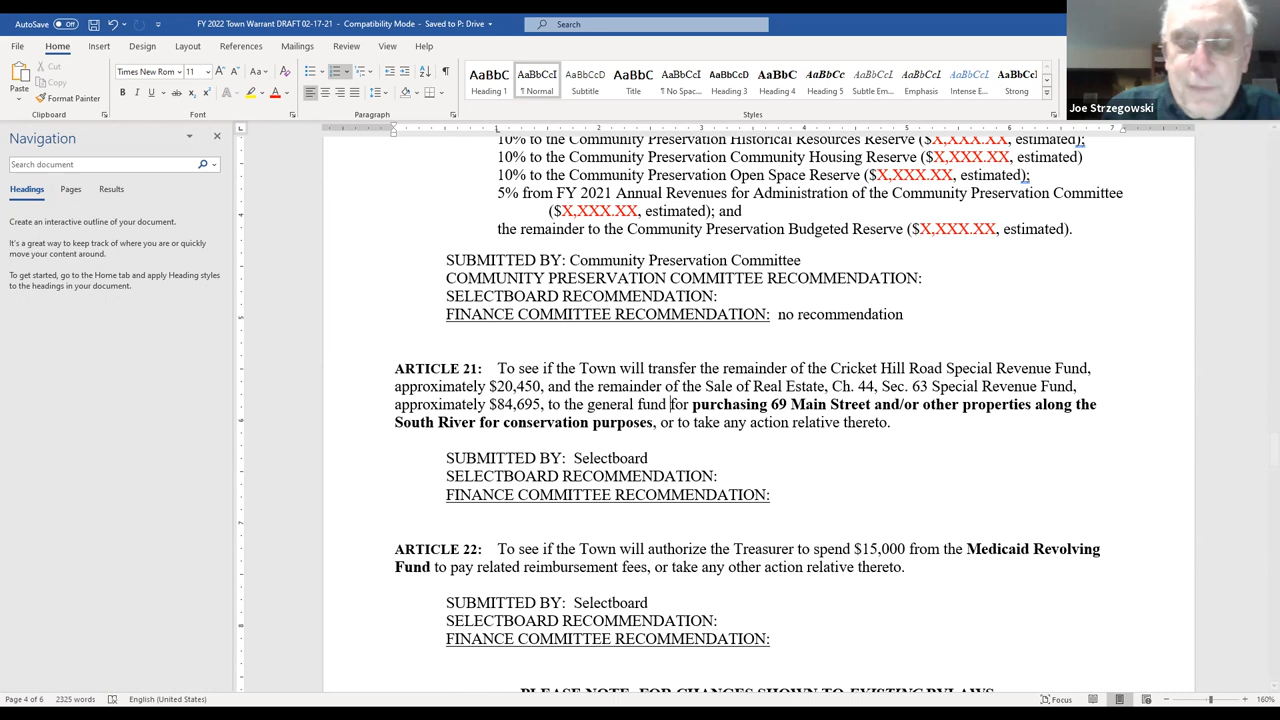 AutoSave Off FY 2022 Town Warrant DRAFT 02-17-21 - Compatibility Mode - Saved to P: Drive Search
File Home Insert Design Layout References Mailings Review View Help
Paste Cut Copy Format Painter
Times New Rom 11
AaBbC AaBbCcI AaBbCcD AaBbC AaBbCcI AaBbCcI AaBbC AaBbCc AaBbCcI AaBbCcI AaBbCcI AaBbCc
Heading 1 ¶ Normal Subtitle Title ¶ No Spac... Heading 3 Heading 4 Heading 5 Subtle Em... Emphasis Intense E... Strong
Clipboard Font Paragraph Styles
Joe Strzegowski
Navigation
Search document
Headings Pages Results
Create an interactive outline of your document.
It's a great way to keep track of where you are or quickly
move your content around.
To get started, go to the Home tab and apply Heading styles
to the headings in your document.
10% to the Community Preservation Historical Resources Reserve ($X,XXX.XX, estimated);
10% to the Community Preservation Community Housing Reserve ($X,XXX.XX, estimated)
10% to the Community Preservation Open Space Reserve ($X,XXX.XX, estimated);
5% from FY 2021 Annual Revenues for Administration of the Community Preservation Committee
($X,XXX.XX, estimated); and
the remainder to the Community Preservation Budgeted Reserve ($X,XXX.XX, estimated).
SUBMITTED BY: Community Preservation Committee
COMMUNITY PRESERVATION COMMITTEE RECOMMENDATION:
SELECTBOARD RECOMMENDATION:
FINANCE COMMITTEE RECOMMENDATION: no recommendation
ARTICLE 21: To see if the Town will transfer the remainder of the Cricket Hill Road Special Revenue Fund,
approximately $20,450, and the remainder of the Sale of Real Estate, Ch. 44, Sec. 63 Special Revenue Fund,
approximately $84,695, to the general fund for purchasing 69 Main Street and/or other properties along the
South River for conservation purposes, or to take any action relative thereto.
SUBMITTED BY: Selectboard
SELECTBOARD RECOMMENDATION:
FINANCE COMMITTEE RECOMMENDATION:
ARTICLE 22: To see if the Town will authorize the Treasurer to spend $15,000 from the Medicaid Revolving
Fund to pay related reimbursement fees, or take any other action relative thereto.
SUBMITTED BY: Selectboard
SELECTBOARD RECOMMENDATION:
FINANCE COMMITTEE RECOMMENDATION:
PLEASE NOTE, FOR CHANGES SHOWN TO EXISTING BYLAWS
Page 4 of 6 2325 words English (United States) Focus 160%